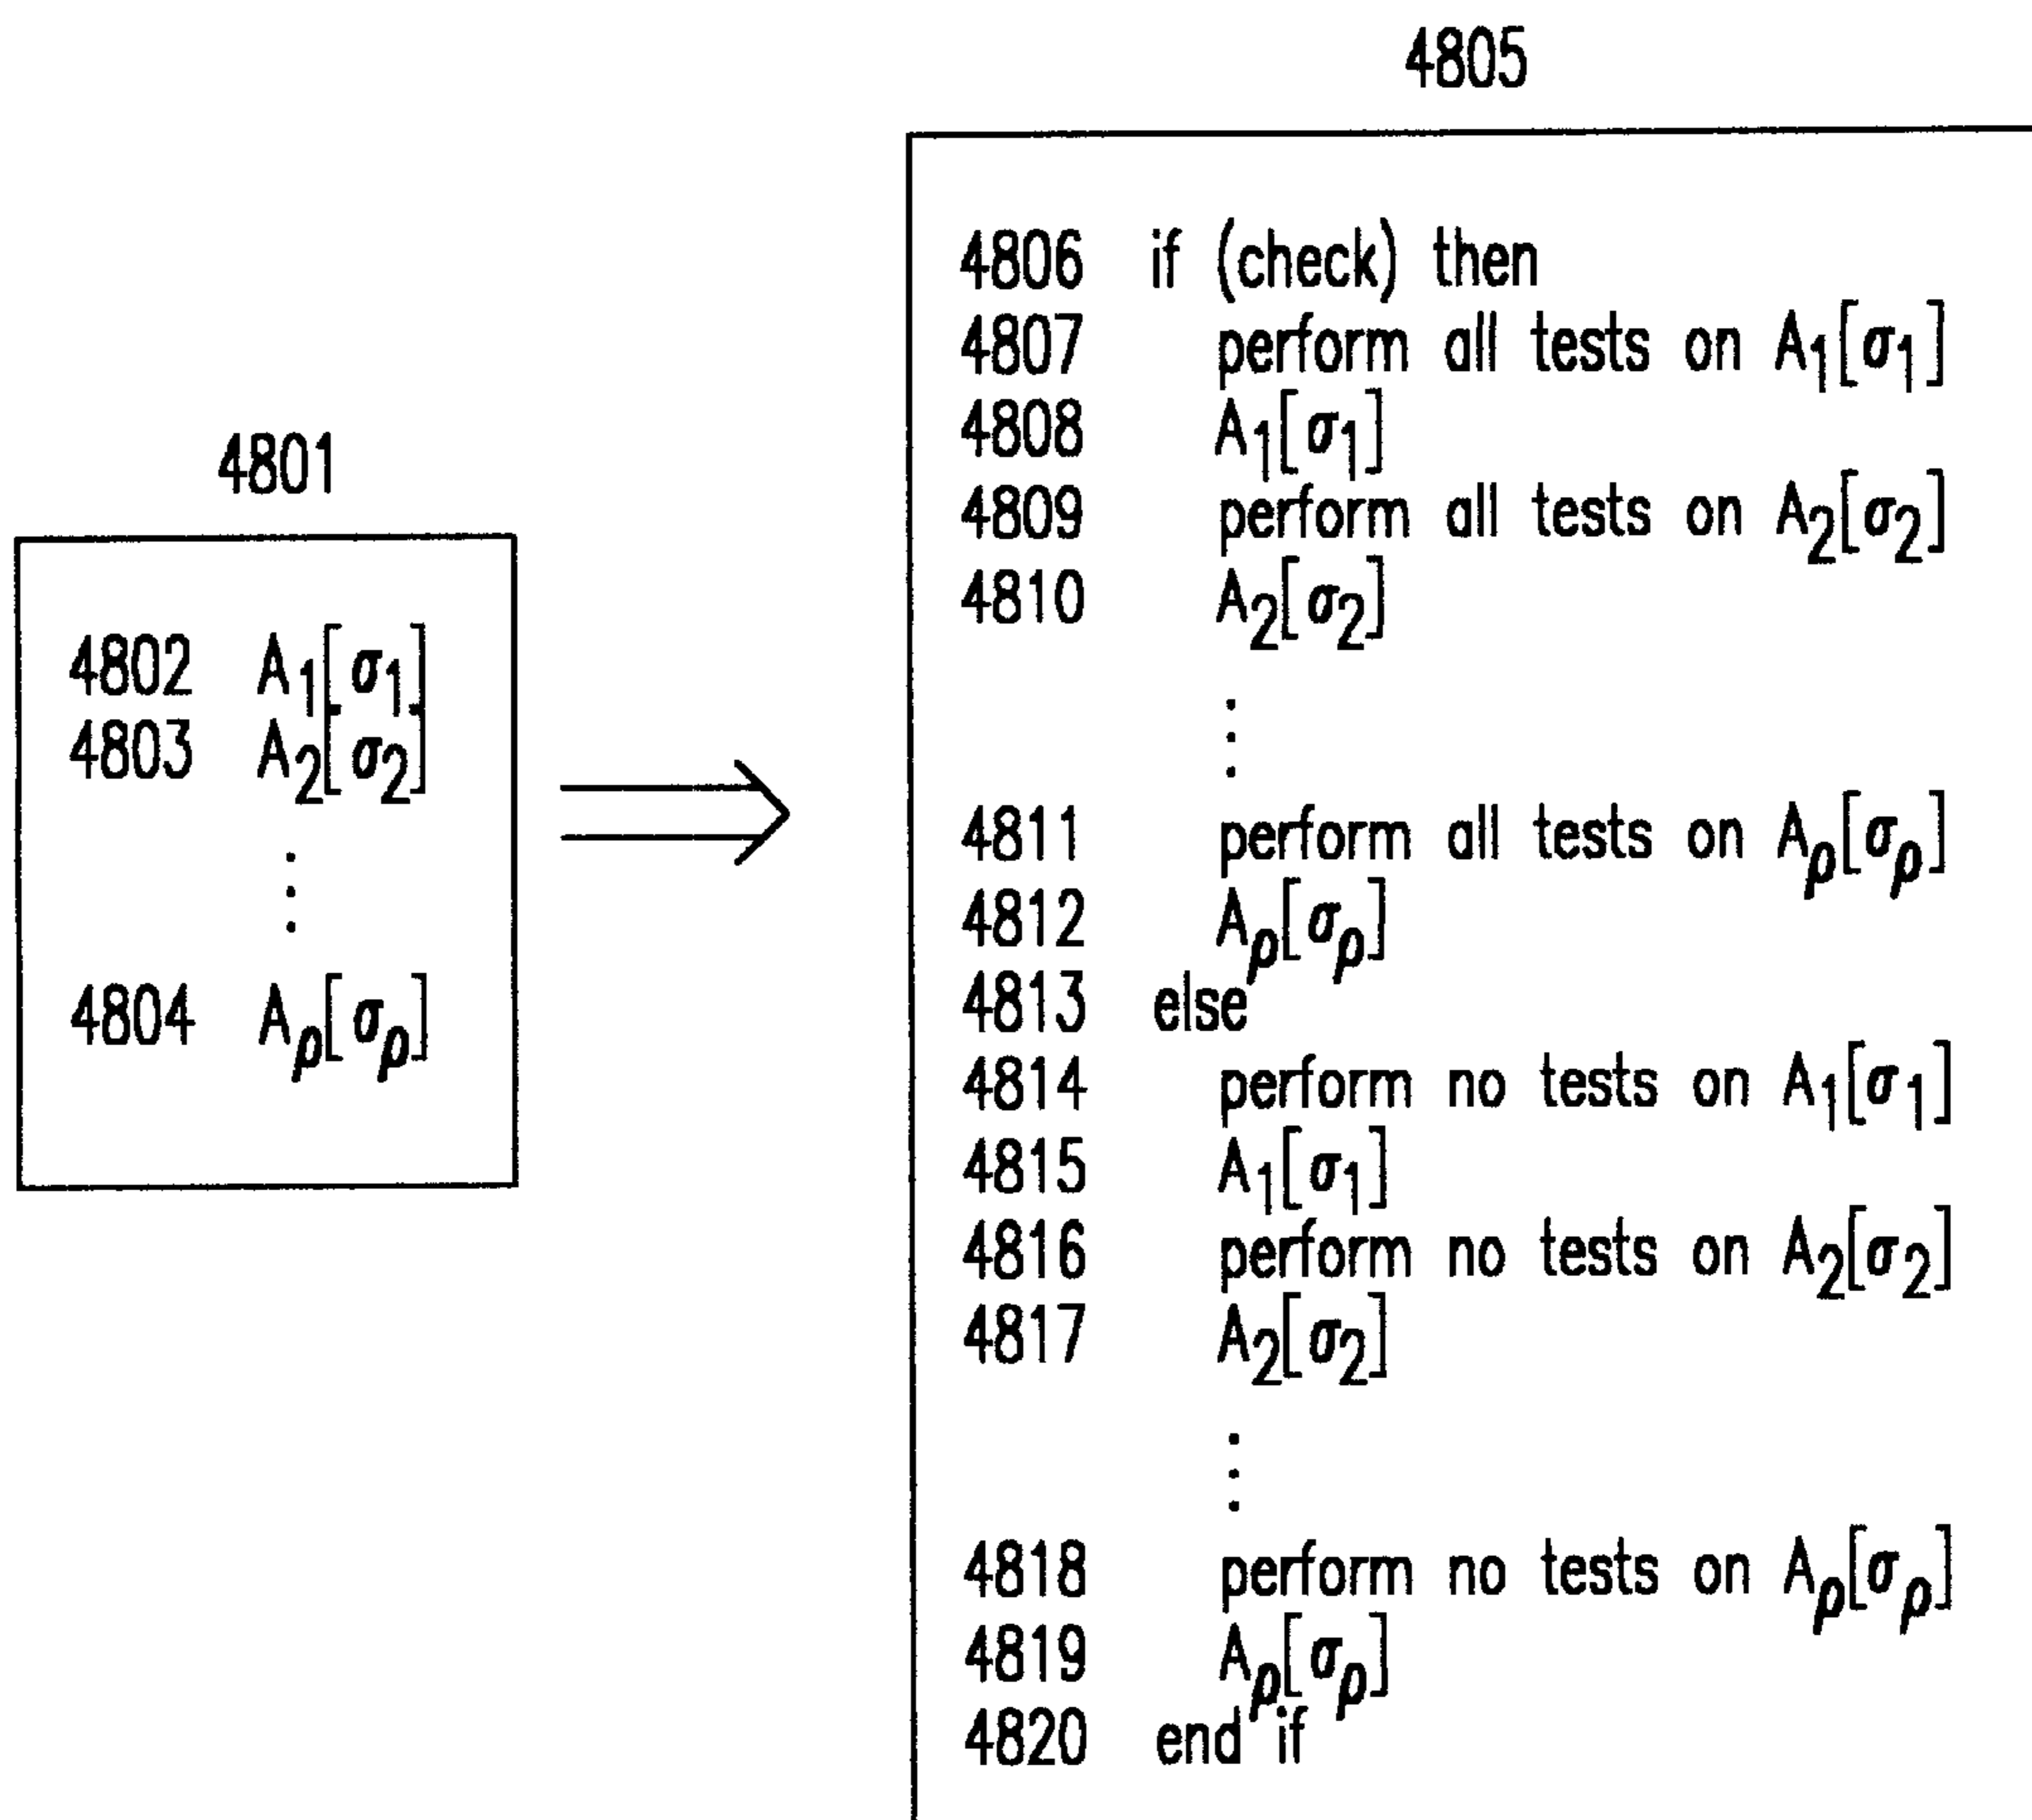 4801
4802 A₁[σ₁]
4803 A₂[σ₂]
⋮
4804 Aρ[σρ]
4805
4806 if (check) then
4807 perform all tests on A₁[σ₁]
4808 A₁[σ₁]
4809 perform all tests on A₂[σ₂]
4810 A₂[σ₂]
⋮
4811 perform all tests on Aρ[σρ]
4812 Aρ[σρ]
4813 else
4814 perform no tests on A₁[σ₁]
4815 A₁[σ₁]
4816 perform no tests on A₂[σ₂]
4817 A₂[σ₂]
⋮
4818 perform no tests on Aρ[σρ]
4819 Aρ[σρ]
4820 end if